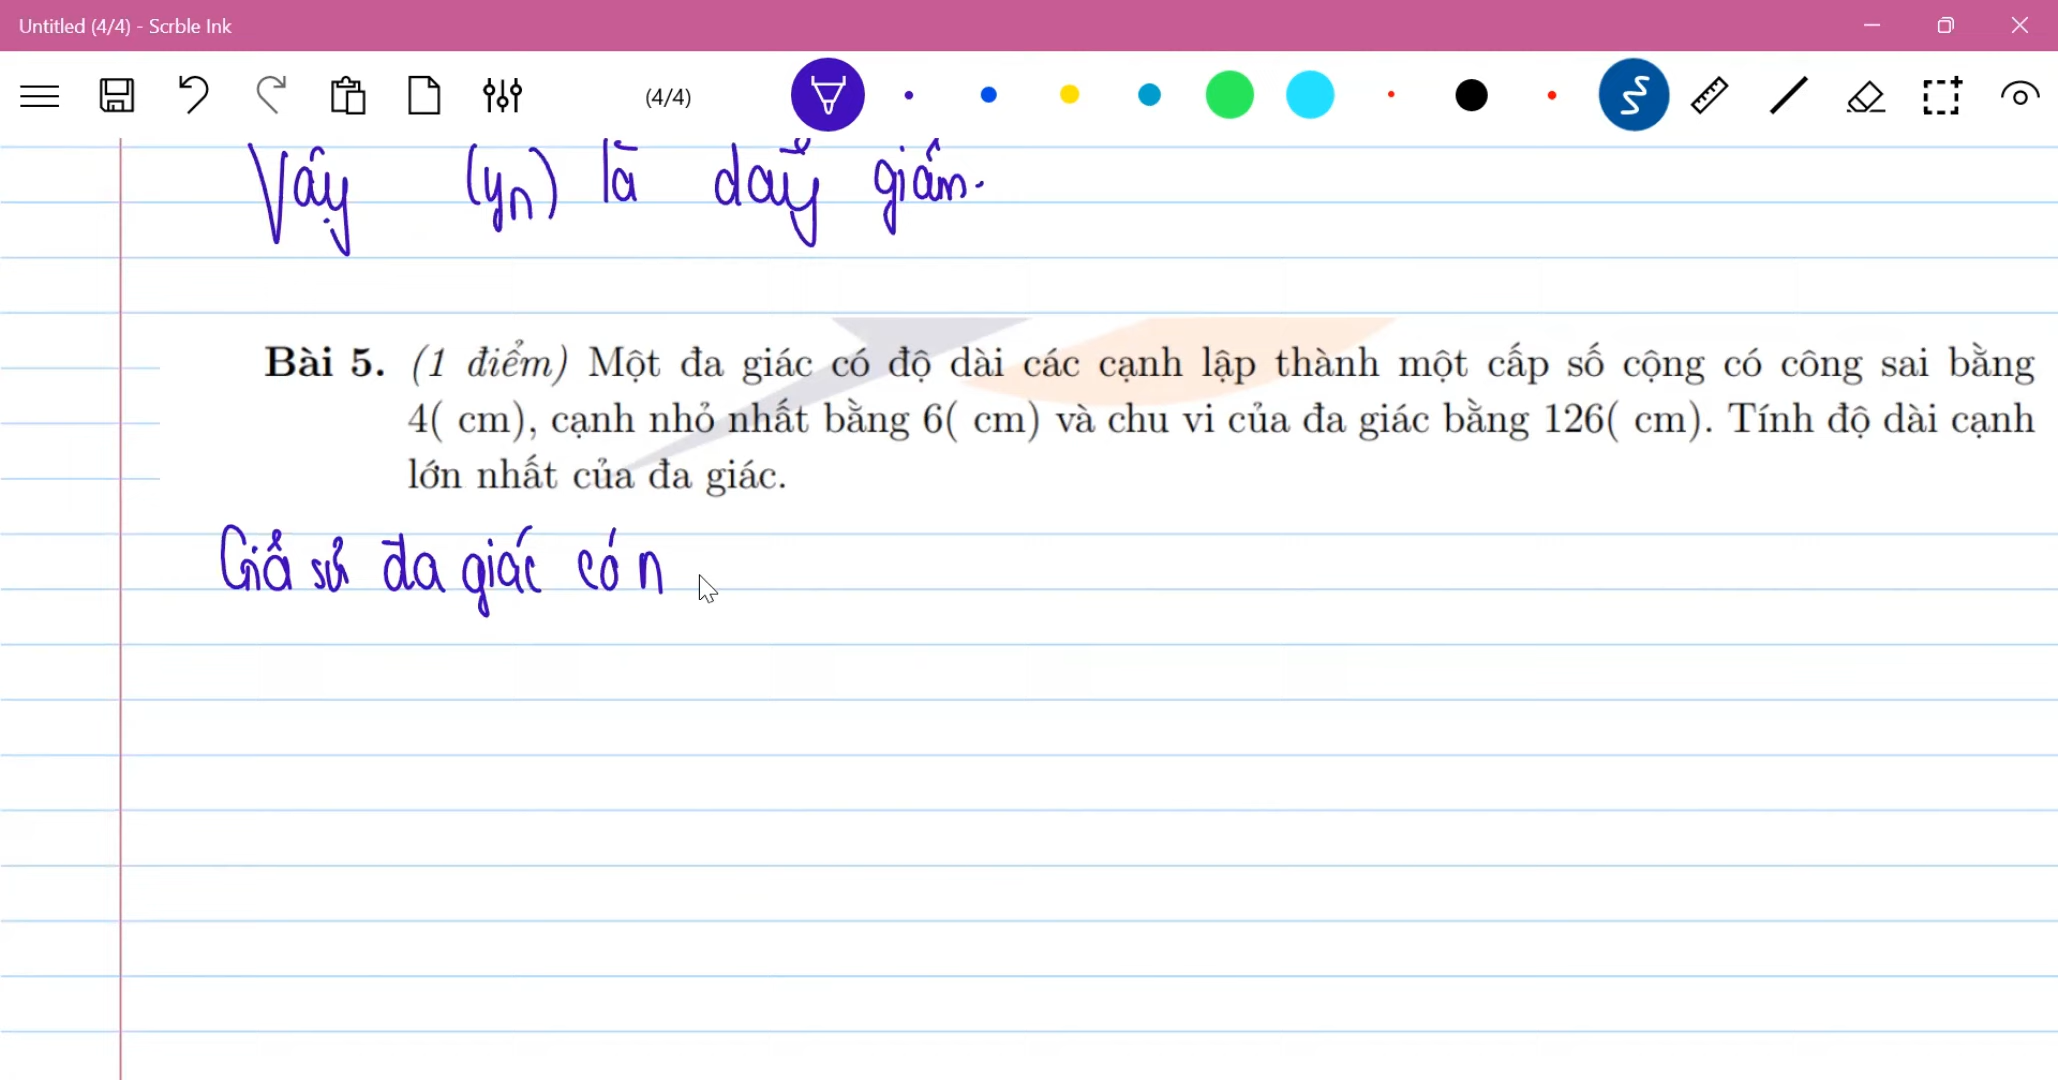 Untitled (4/4) - Scrble Ink
(4/4)
Vậy (yn) là dãy giảm.
Bài 5. (1 điểm) Một đa giác có độ dài các cạnh lập thành một cấp số cộng có công sai bằng
4( cm), cạnh nhỏ nhất bằng 6( cm) và chu vi của đa giác bằng 126( cm). Tính độ dài cạnh
lớn nhất của đa giác.
Giả sử đa giác có n